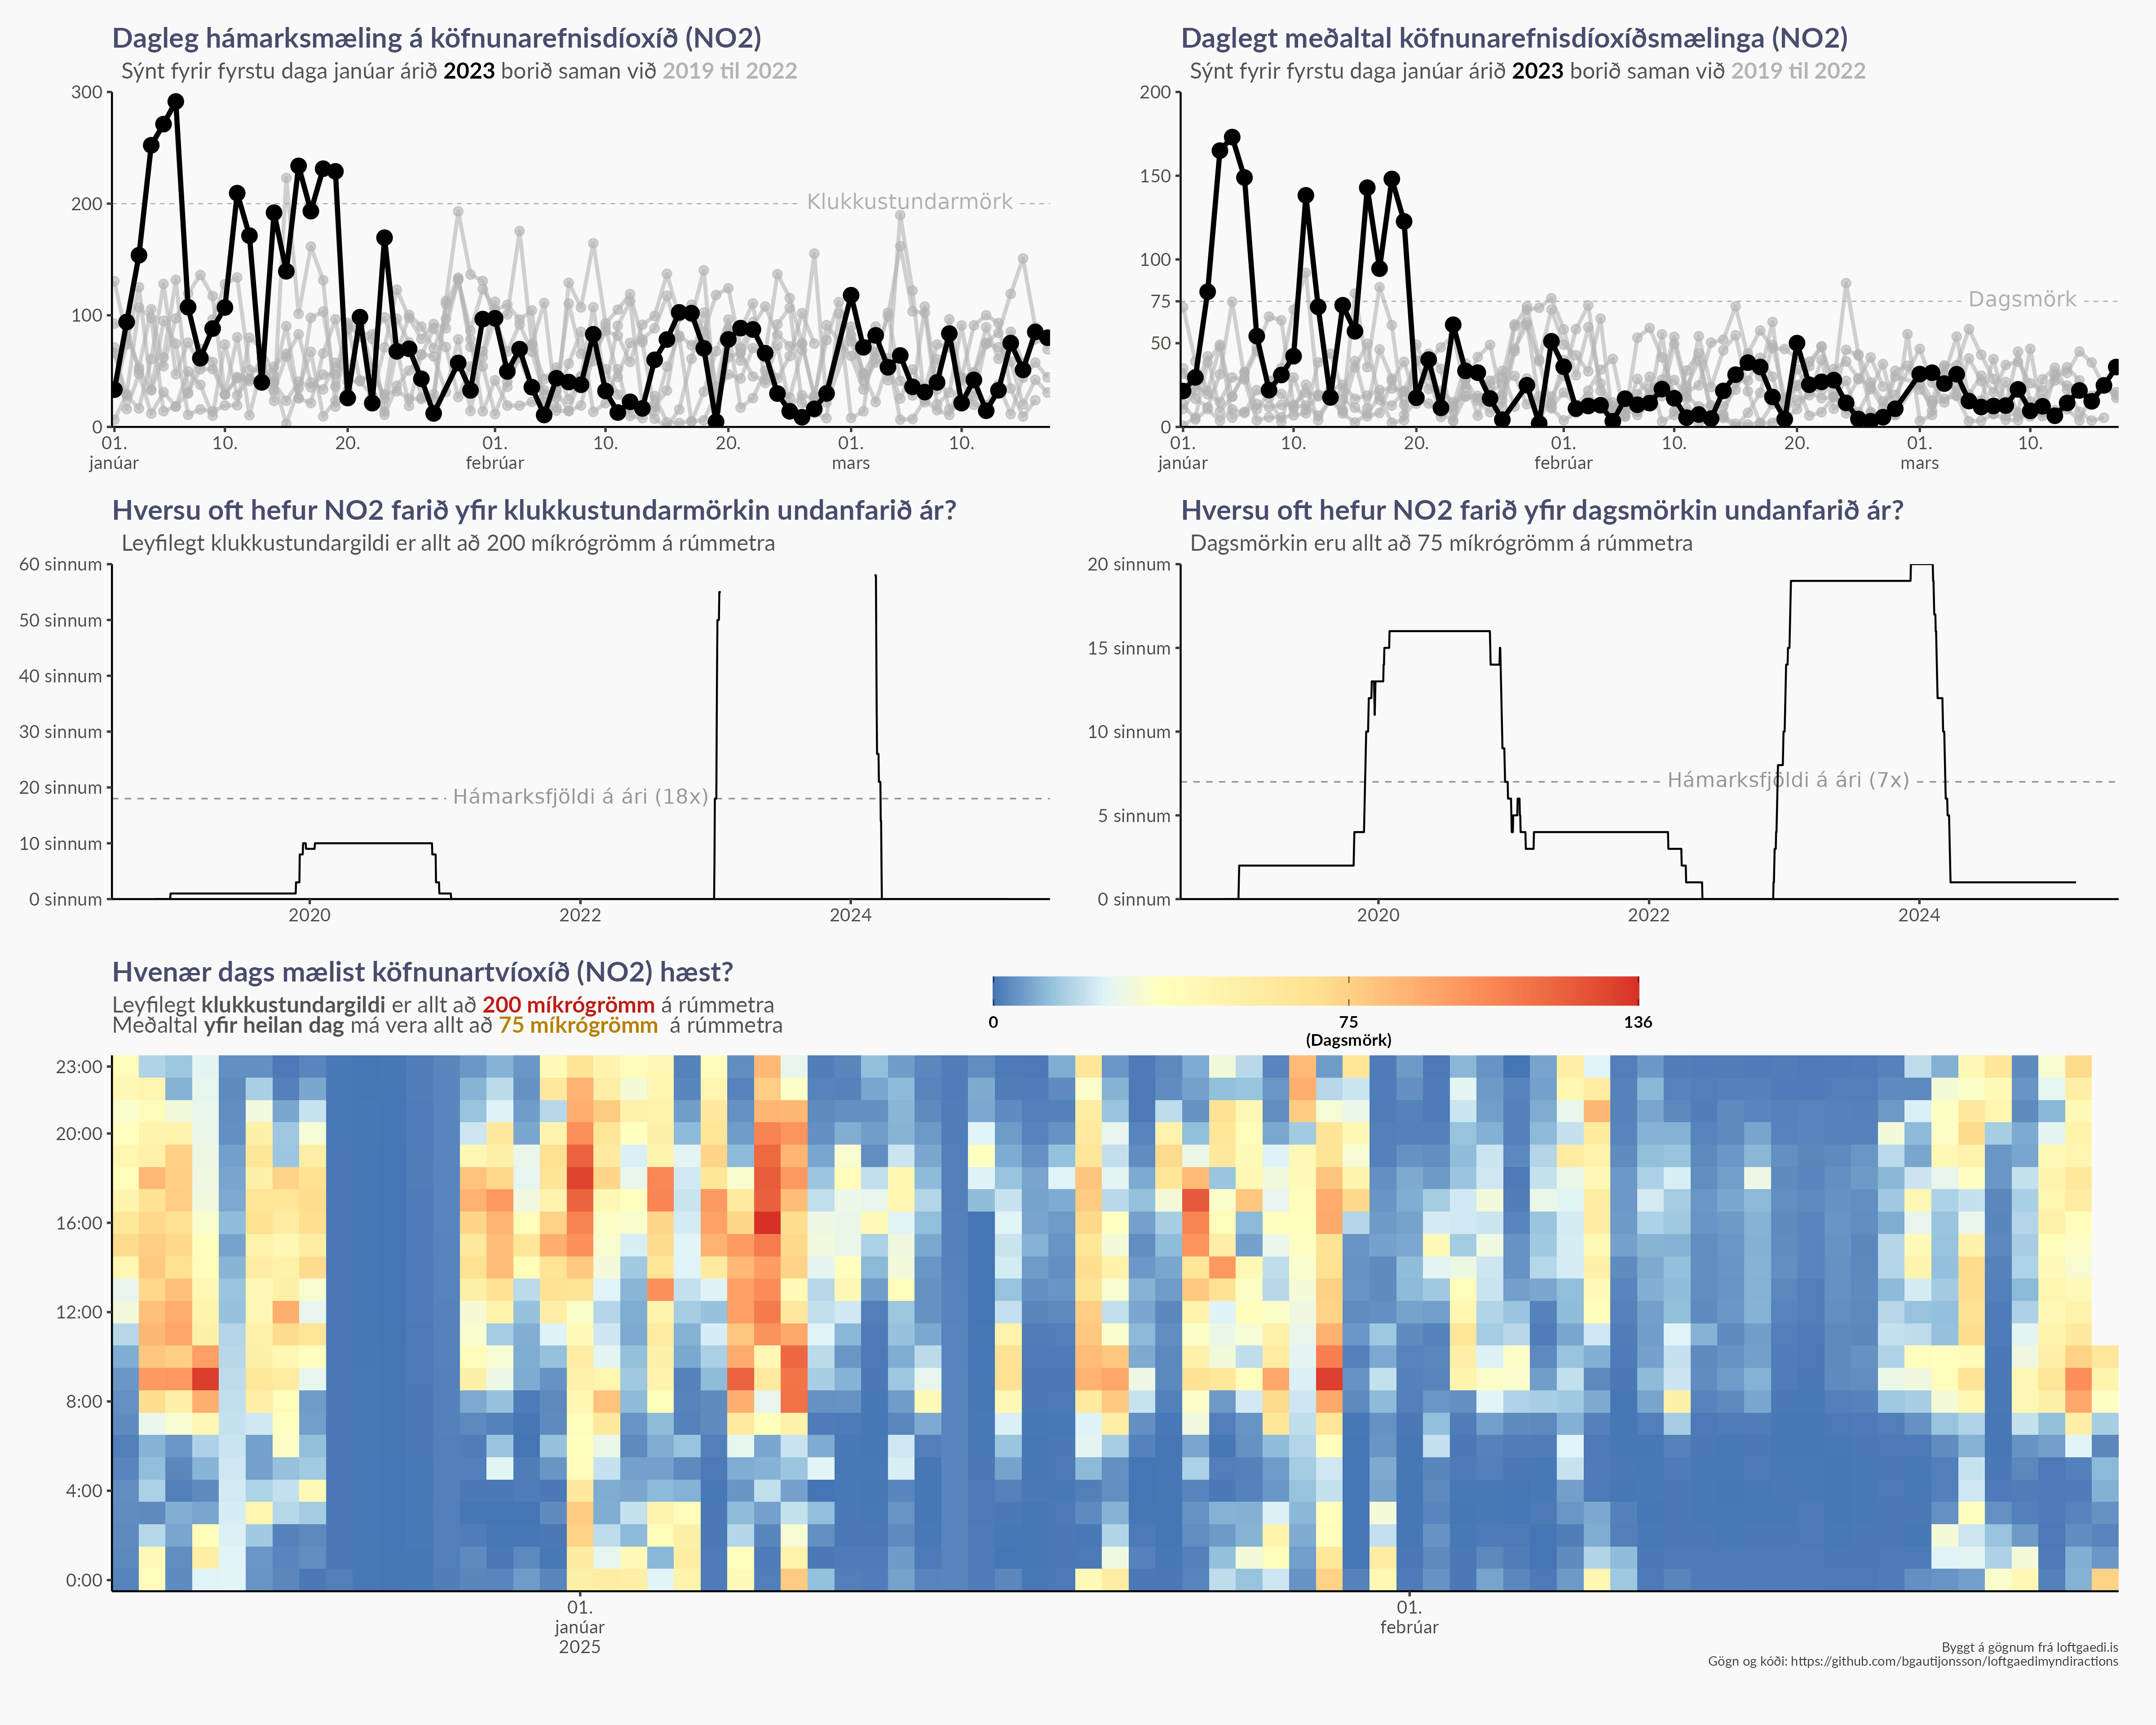 Dagleg hámarksmæling á köfnunarefnisdíoxíð (NO2)
Sýnt fyrir fyrstu daga janúar árið 2023 borið saman við 2019 til 2022
300
200
100
0
Klukkustundarmörk
01.
janúar
10.
20.
01.
febrúar
10.
20.
01.
mars
10.
Daglegt meðaltal köfnunarefnisdíoxíðsmælinga (NO2)
Sýnt fyrir fyrstu daga janúar árið 2023 borið saman við 2019 til 2022
200
150
100
75
50
0
Dagsmörk
01.
janúar
10.
20.
01.
febrúar
10.
20.
01.
mars
10.
Hversu oft hefur NO2 farið yfir klukkustundarmörkin undanfarið ár?
Leyfilegt klukkustundargildi er allt að 200 míkrógrömm á rúmmetra
60 sinnum
50 sinnum
40 sinnum
30 sinnum
20 sinnum
10 sinnum
0 sinnum
Hámarksfjöldi á ári (18x)
2020
2022
2024
Hversu oft hefur NO2 farið yfir dagsmörkin undanfarið ár?
Dagsmörkin eru allt að 75 míkrógrömm á rúmmetra
20 sinnum
15 sinnum
10 sinnum
5 sinnum
0 sinnum
Hámarksfjöldi á ári (7x)
2020
2022
2024
Hvenær dags mælist köfnunartvíoxíð (NO2) hæst?
Leyfilegt klukkustundargildi er allt að 200 míkrógrömm á rúmmetra
Meðaltal yfir heilan dag má vera allt að 75 míkrógrömm á rúmmetra
0
75
(Dagsmörk)
136
23:00
20:00
16:00
12:00
8:00
4:00
0:00
01.
janúar
2025
01.
febrúar
Byggt á gögnum frá loftgaedi.is
Gögn og kóði: https://github.com/bgautijonsson/loftgaedimyndiractions